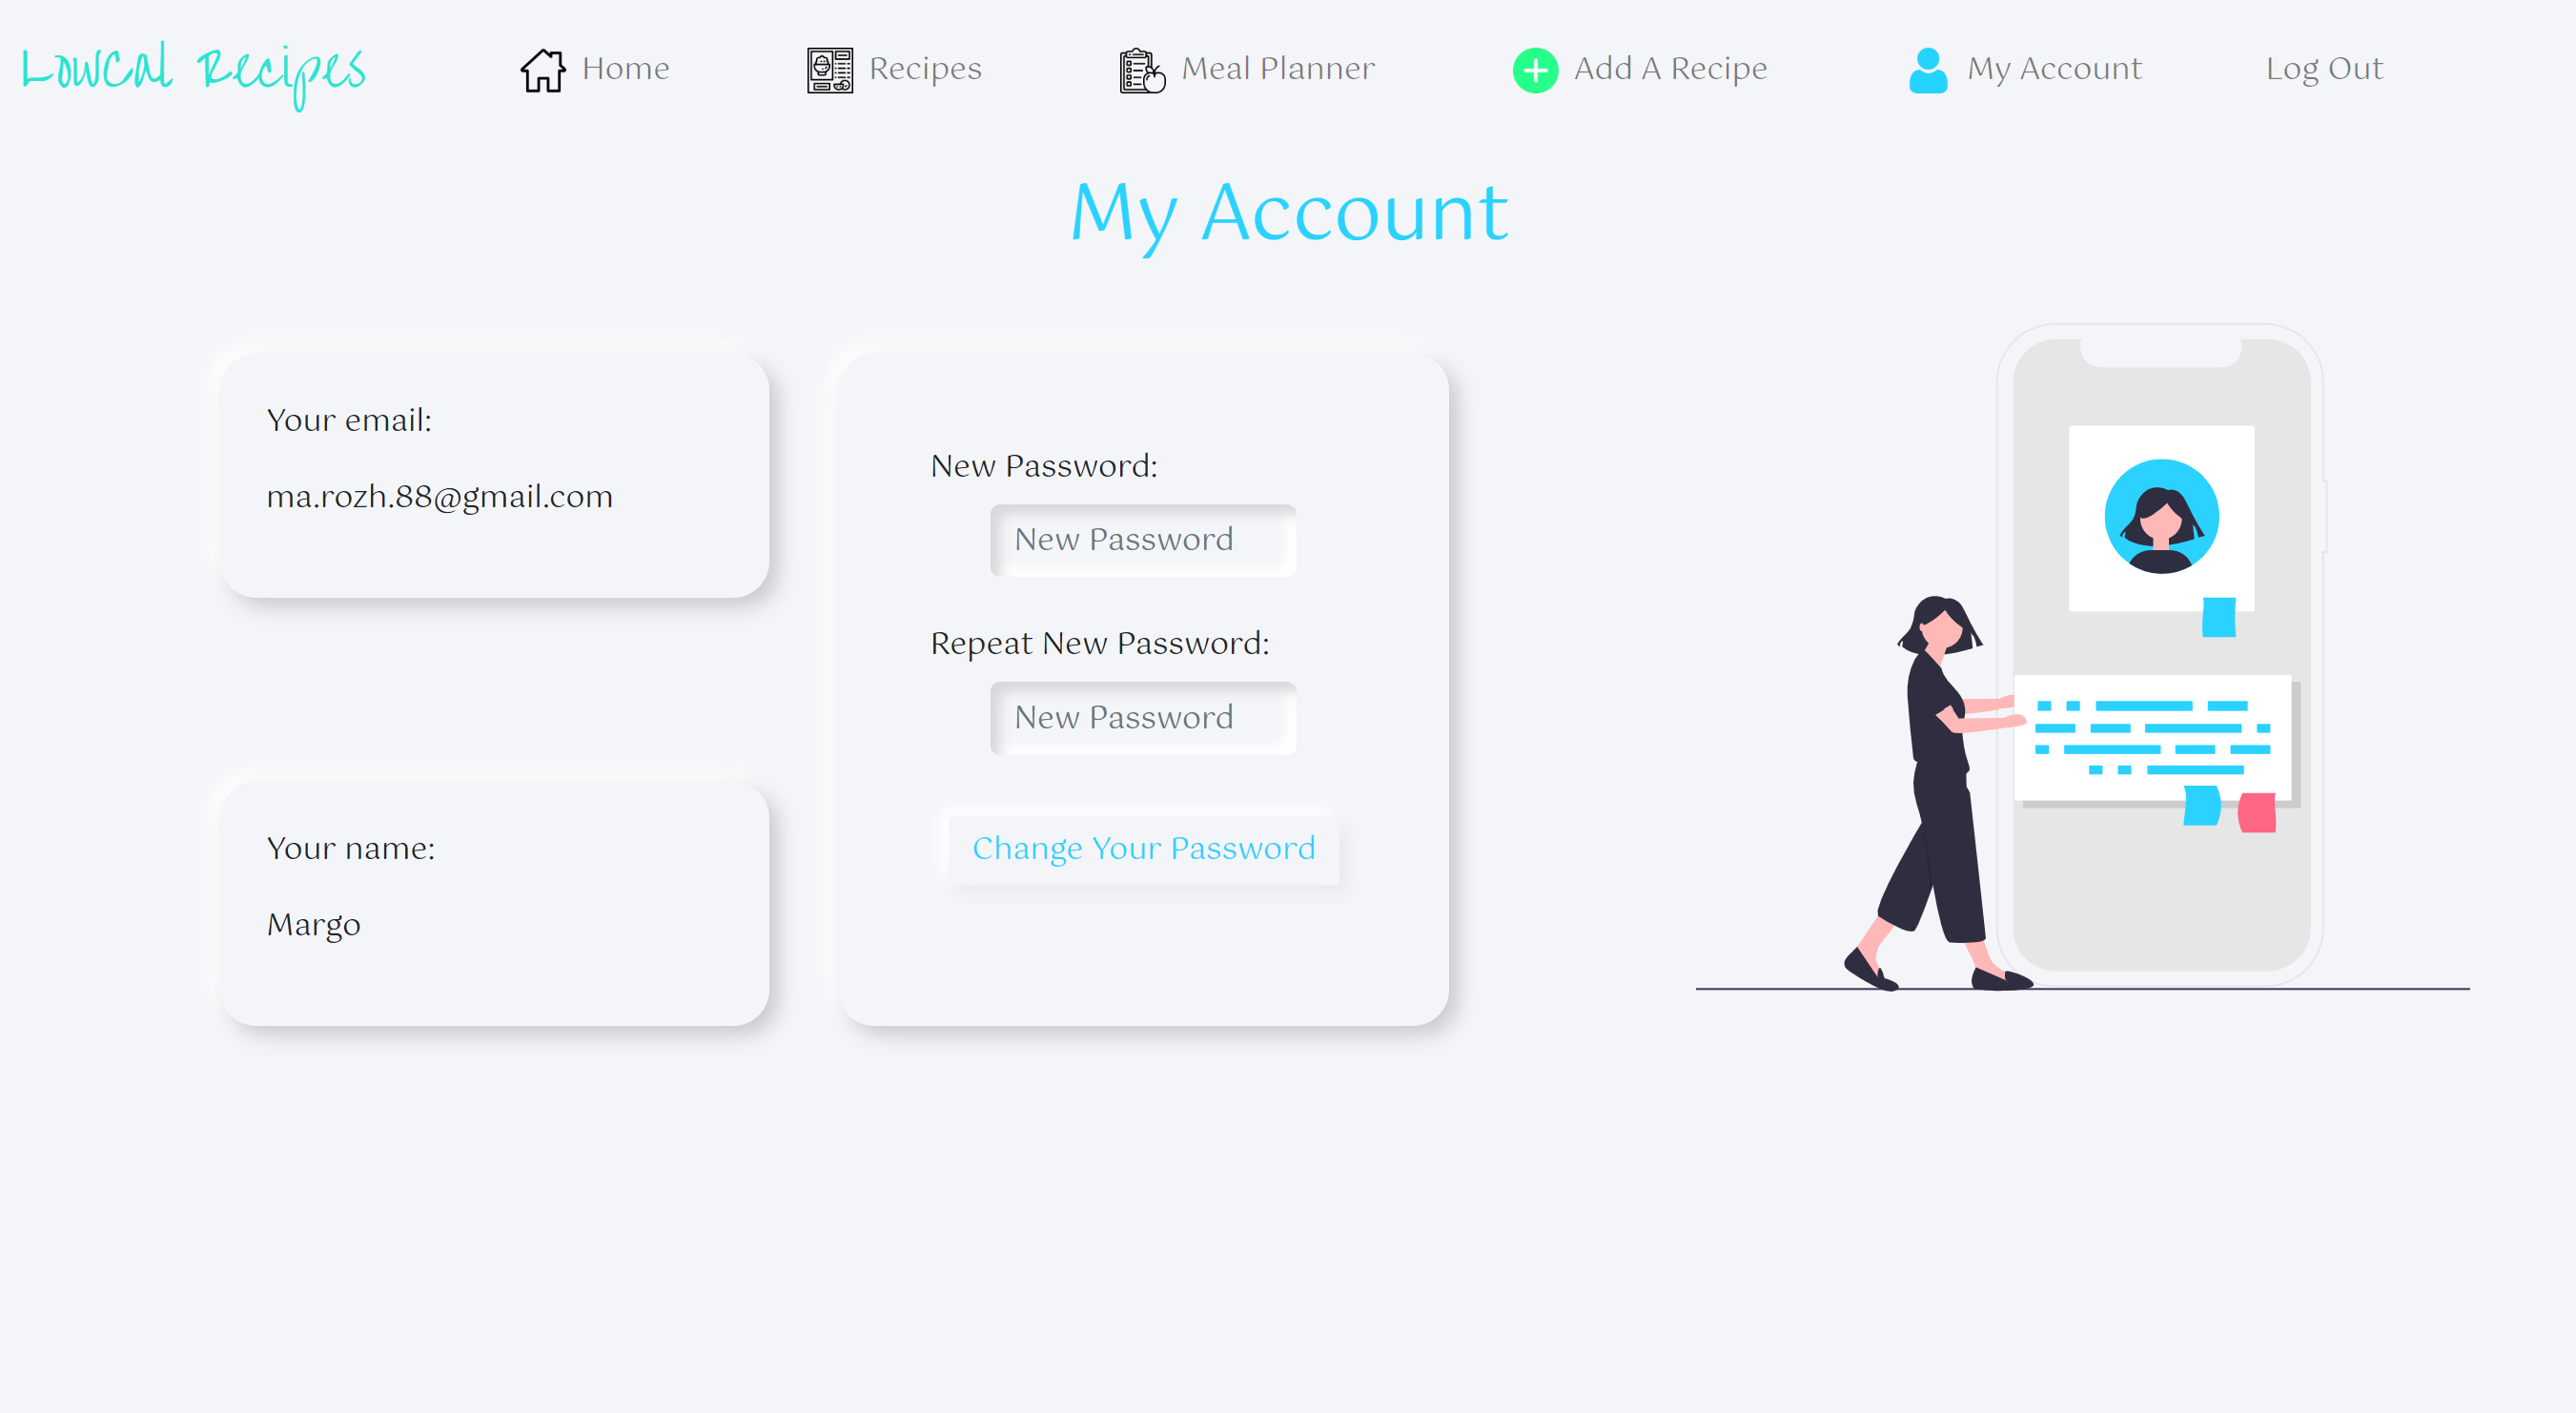 LowCal Recipes
Home
Recipes
Meal Planner
Add A Recipe
My Account
Log Out
My Account
Your email:
ma.rozh.88@gmail.com
Your name:
Margo
New Password:
New Password
Repeat New Password:
New Password
Change Your Password